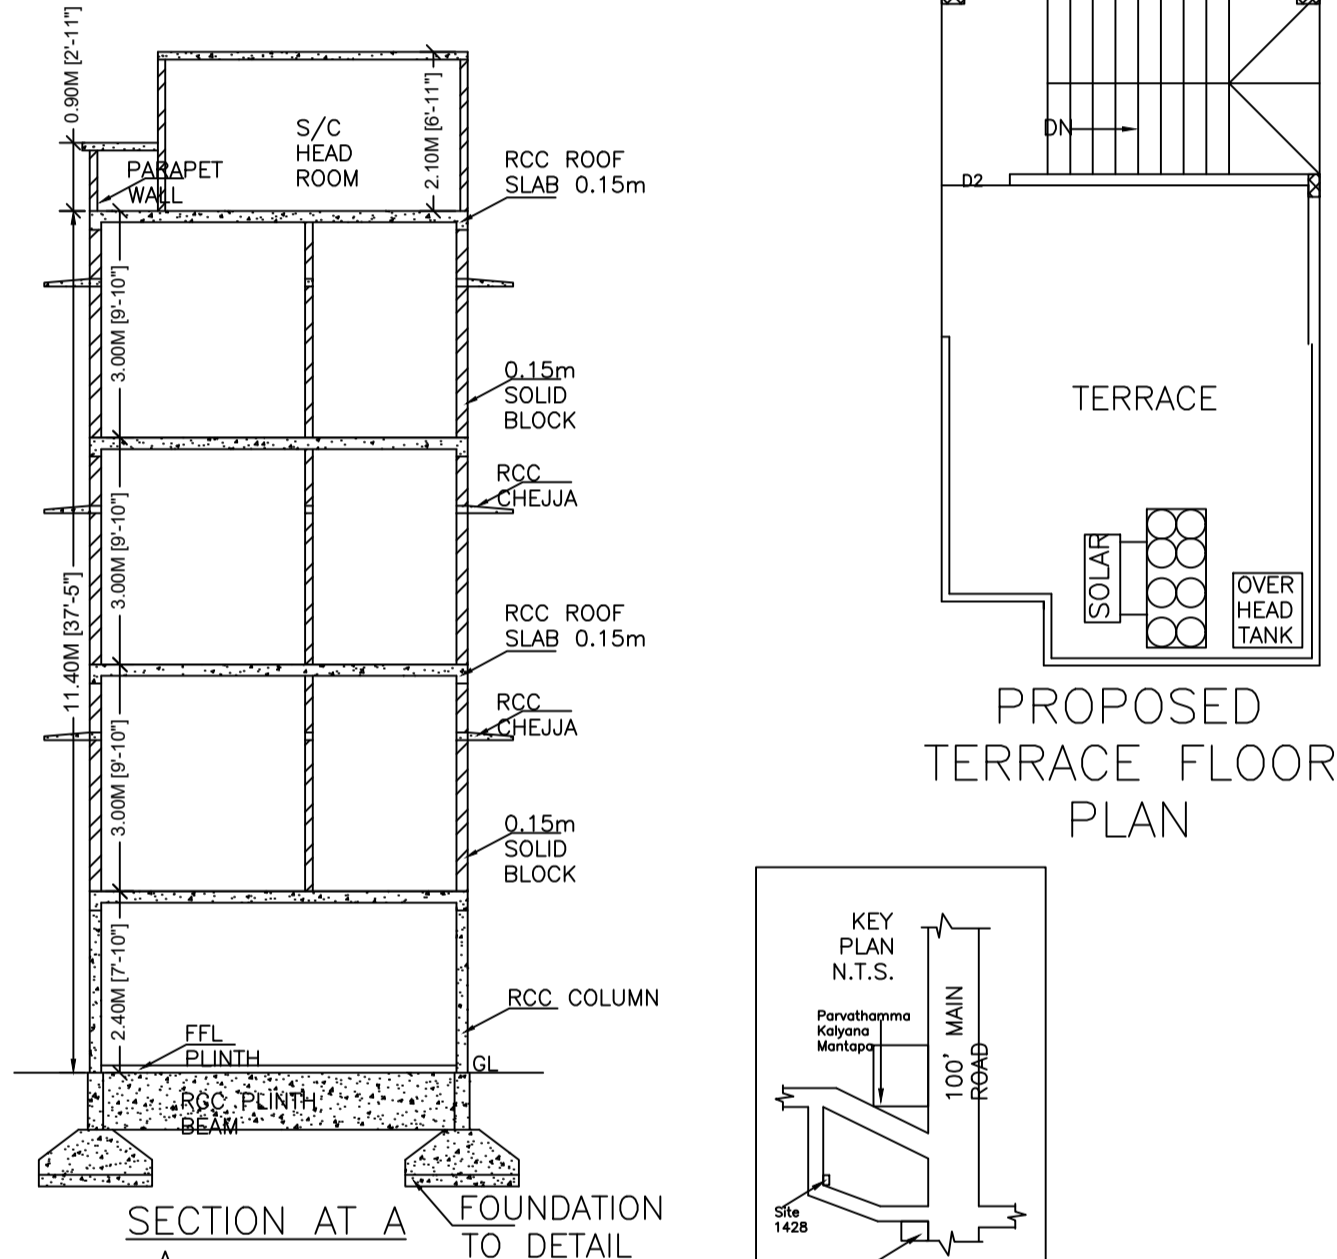 0.90M [2'-11"]
2.10M [6'-11"]
S/C
HEAD
ROOM
PARAPET
WALL
RCC ROOF
SLAB 0.15m
3.00M [9'-10"]
0.15m
SOLID
BLOCK
RCC
CHEJJA
3.00M [9'-10"]
11.40M [37'-5"]
RCC ROOF
SLAB 0.15m
RCC
CHEJJA
3.00M [9'-10"]
0.15m
SOLID
BLOCK
2.40M [7'-10"]
RCC COLUMN
FFL
PLINTH
GL
RCC PLINTH
BEAM
SECTION AT A
FOUNDATION
TO DETAIL
DN
D2
TERRACE
SOLAR
OVER
HEAD
TANK
PROPOSED
TERRACE FLOOR
PLAN
KEY
PLAN
N.T.S.
Parvathamma
Kalyana
Mantapa
100' MAIN
ROAD
Site
1428